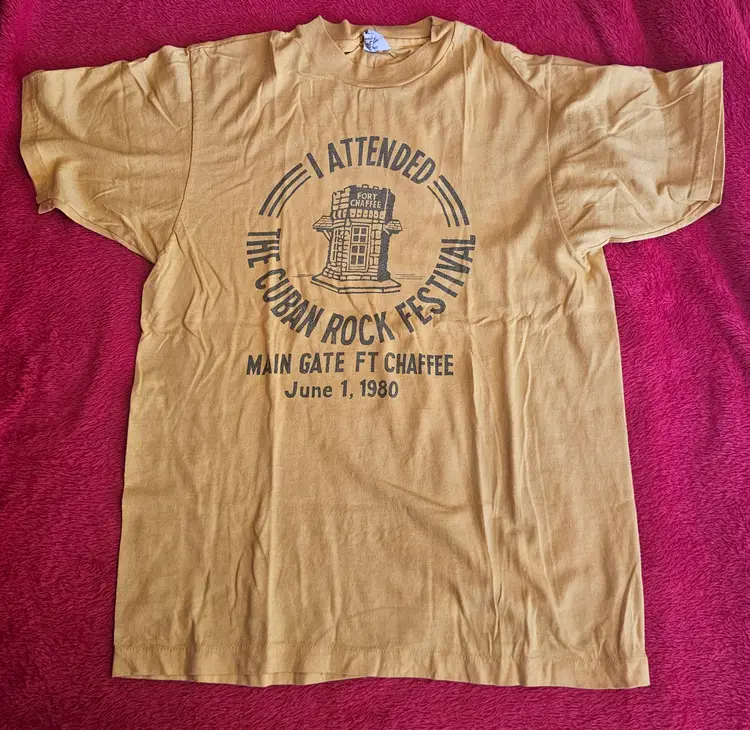 I ATTENDED
FORT
CHAFFEE
THE CUBAN ROCK FESTIVAL
MAIN GATE FT CHAFFEE
June 1, 1980